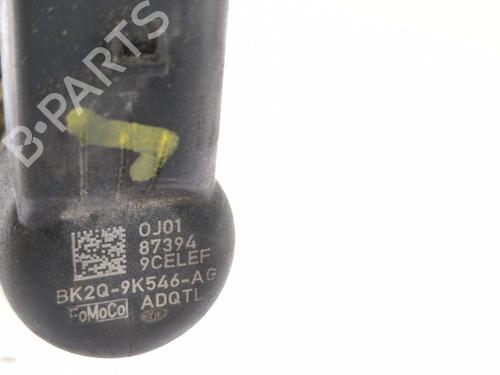 B-PARTS
OJ01
87394
9CELEF
BK2Q-9K546-AG
FoMoCo ADQTL